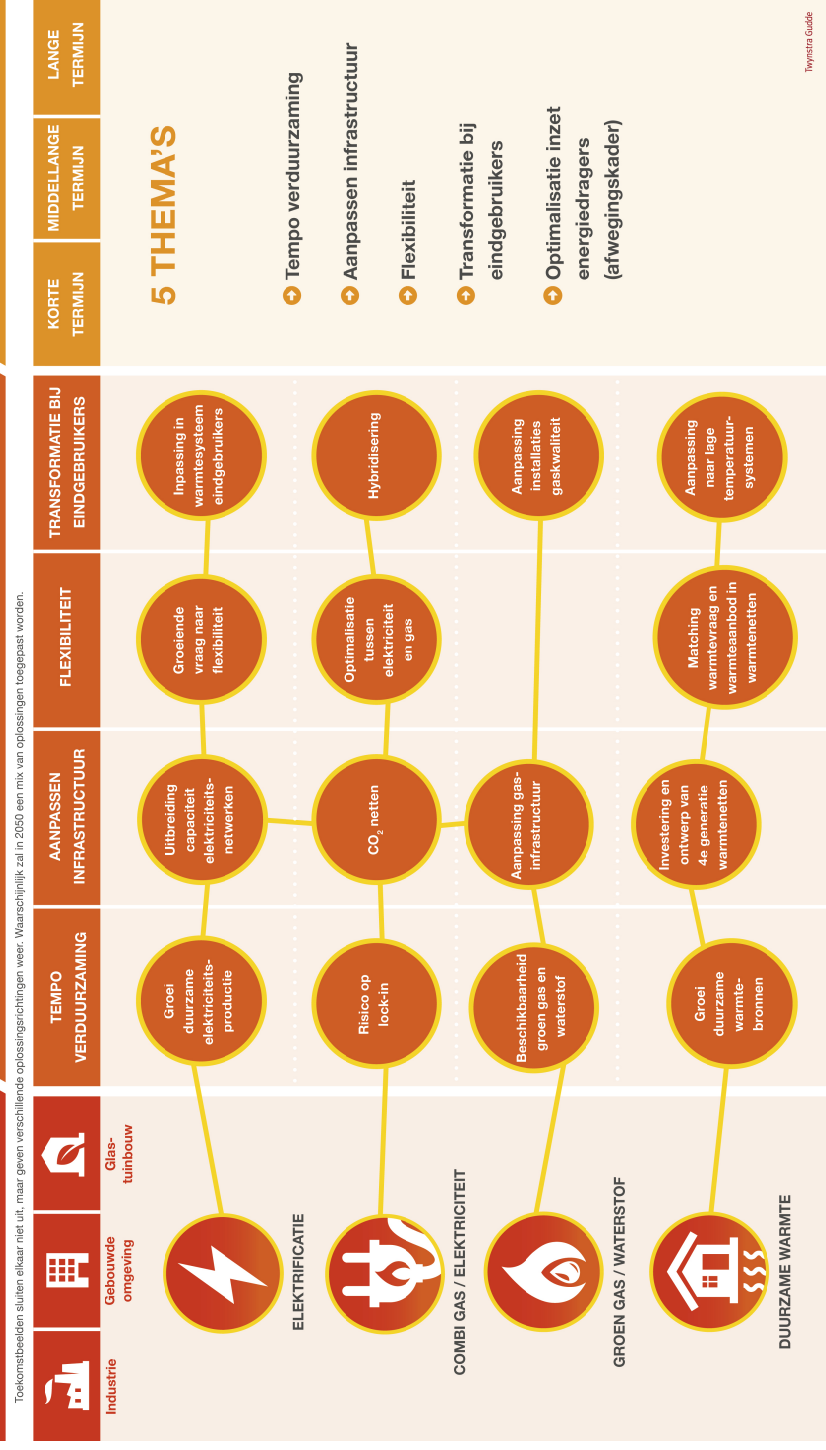 Toekomstbeelden sluiten elkaar niet uit, maar geven verschillende oplossingsrichtingen weer. Waarschijnlijk zal in 2050 een mix van oplossingen toegepast worden.
Industrie
Gebouwde
omgeving
Glas-
tuinbouw
TEMPO
VERDUURZAMING
AANPASSEN
INFRASTRUCTUUR
FLEXIBILITEIT
TRANSFORMATIE BIJ
EINDGEBRUIKERS
KORTE
TERMIJN
MIDDELLANGE
TERMIJN
LANGE
TERMIJN
ELEKTRIFICATIE
Groei
duurzame
elektriciteits-
productie
Uitbreiding
capaciteit
elektriciteits-
netwerken
Groeiende
vraag naar
flexibiliteit
Inpassing in
warmtesysteem
eindgebruikers
COMBI GAS / ELEKTRICITEIT
Risico op
lock-in
CO2 netten
Optimalisatie
tussen
elektriciteit
en gas
Hybridisering
GROEN GAS / WATERSTOF
Beschikbaarheid
groen gas en
waterstof
Aanpassing gas-
infrastructuur
Aanpassing
installaties
gaskwaliteit
DUURZAME WARMTE
Groei
duurzame
warmte-
bronnen
Investering en
ontwerp van
4e generatie
warmtenetten
Matching
warmtevraag en
warmteaanbod in
warmtenetten
Aanpassing
naar lage
temperatuur-
systemen
5 THEMA'S
Tempo verduurzaming
Aanpassen infrastructuur
Flexibiliteit
Transformatie bij
eindgebruikers
Optimalisatie inzet
energiedragers
(afwegingskader)
Twynstra Gudde